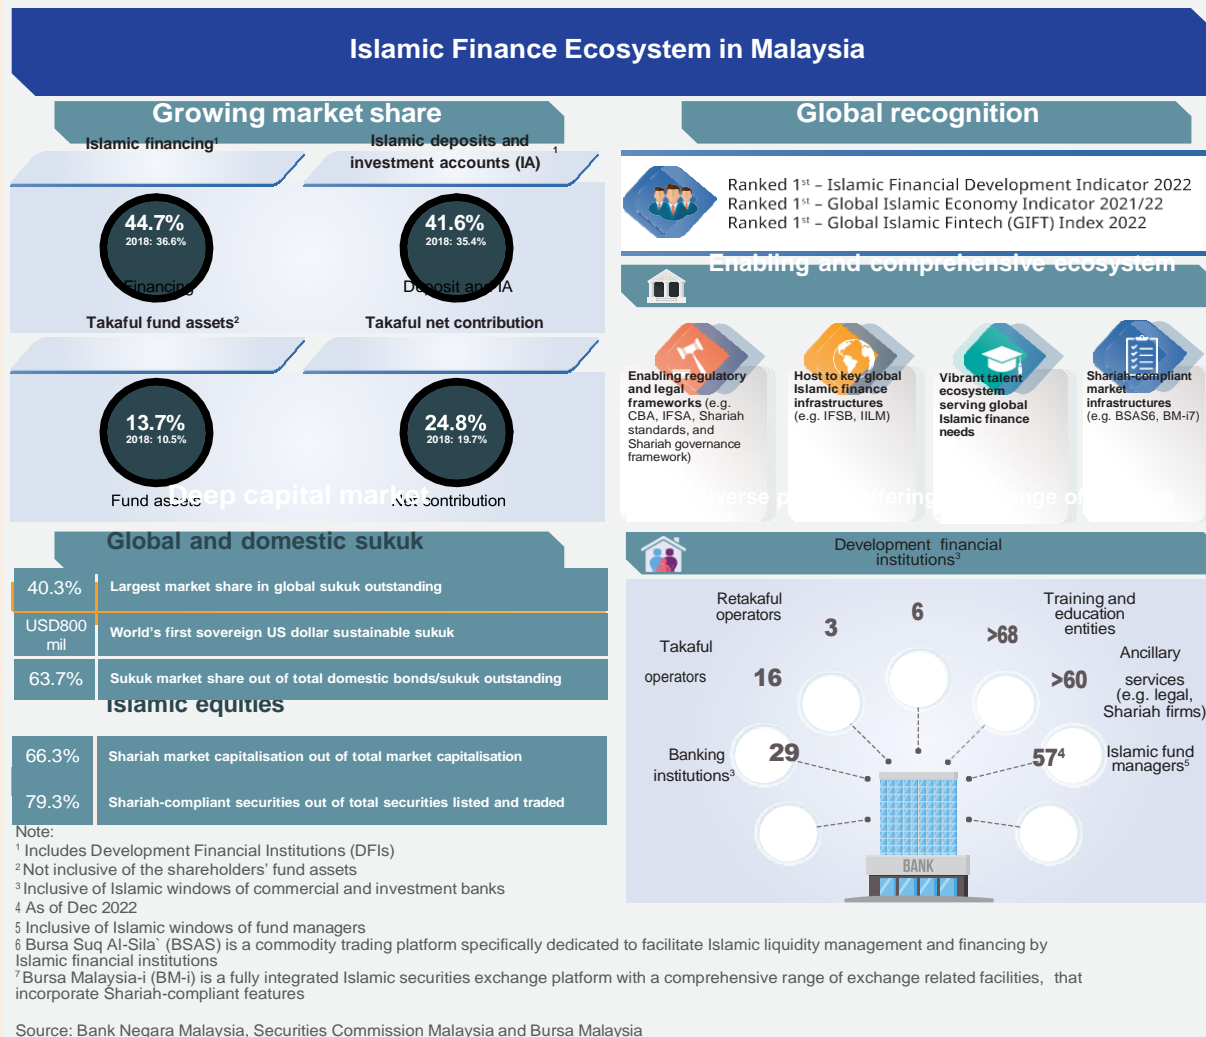 Islamic Finance Ecosystem in Malaysia
Growing market share
Islamic financing¹
Islamic deposits and
investment accounts (IA) ¹
44.7%
2018: 36.6%
Financing
41.6%
2018: 35.4%
Deposit and IA
Takaful fund assets²
Takaful net contribution
13.7%
2018: 10.5%
Fund assets
24.8%
2018: 19.7%
Net contribution
Deep capital market
Global and domestic sukuk
40.3%
Largest market share in global sukuk outstanding
USD800
mil
World's first sovereign US dollar sustainable sukuk
63.7%
Sukuk market share out of total domestic bonds/sukuk outstanding
Islamic equities
66.3%
Shariah market capitalisation out of total market capitalisation
79.3%
Shariah-compliant securities out of total securities listed and traded
Global recognition
Ranked 1st – Islamic Financial Development Indicator 2022
Ranked 1st – Global Islamic Economy Indicator 2021/22
Ranked 1st – Global Islamic Fintech (GIFT) Index 2022
Enabling and comprehensive ecosystem
Enabling regulatory
and legal
frameworks (e.g.
CBA, IFSA, Shariah
standards, and
Shariah governance
framework)
Host to key global
Islamic finance
infrastructures
(e.g. IFSB, IILM)
Vibrant talent
ecosystem
serving global
Islamic finance
needs
Shariah-compliant
market
infrastructures
(e.g. BSAS6, BM-i7)
range of
Development financial
institutions³
Retakaful
operators
3
6
>68
Training and
education
entities
Takaful
operators
16
>60
Ancillary
services
(e.g. legal,
Shariah firms)
Banking
institutions³
29
57⁴
Islamic fund
managers⁵
BANK
Note:
¹ Includes Development Financial Institutions (DFIs)
² Not inclusive of the shareholders' fund assets
³ Inclusive of Islamic windows of commercial and investment banks
4 As of Dec 2022
5 Inclusive of Islamic windows of fund managers
6 Bursa Suq Al-Sila` (BSAS) is a commodity trading platform specifically dedicated to facilitate Islamic liquidity management and financing by
Islamic financial institutions
⁷ Bursa Malaysia-i (BM-i) is a fully integrated Islamic securities exchange platform with a comprehensive range of exchange related facilities, that
incorporate Shariah-compliant features
Source: Bank Negara Malaysia, Securities Commission Malaysia and Bursa Malaysia